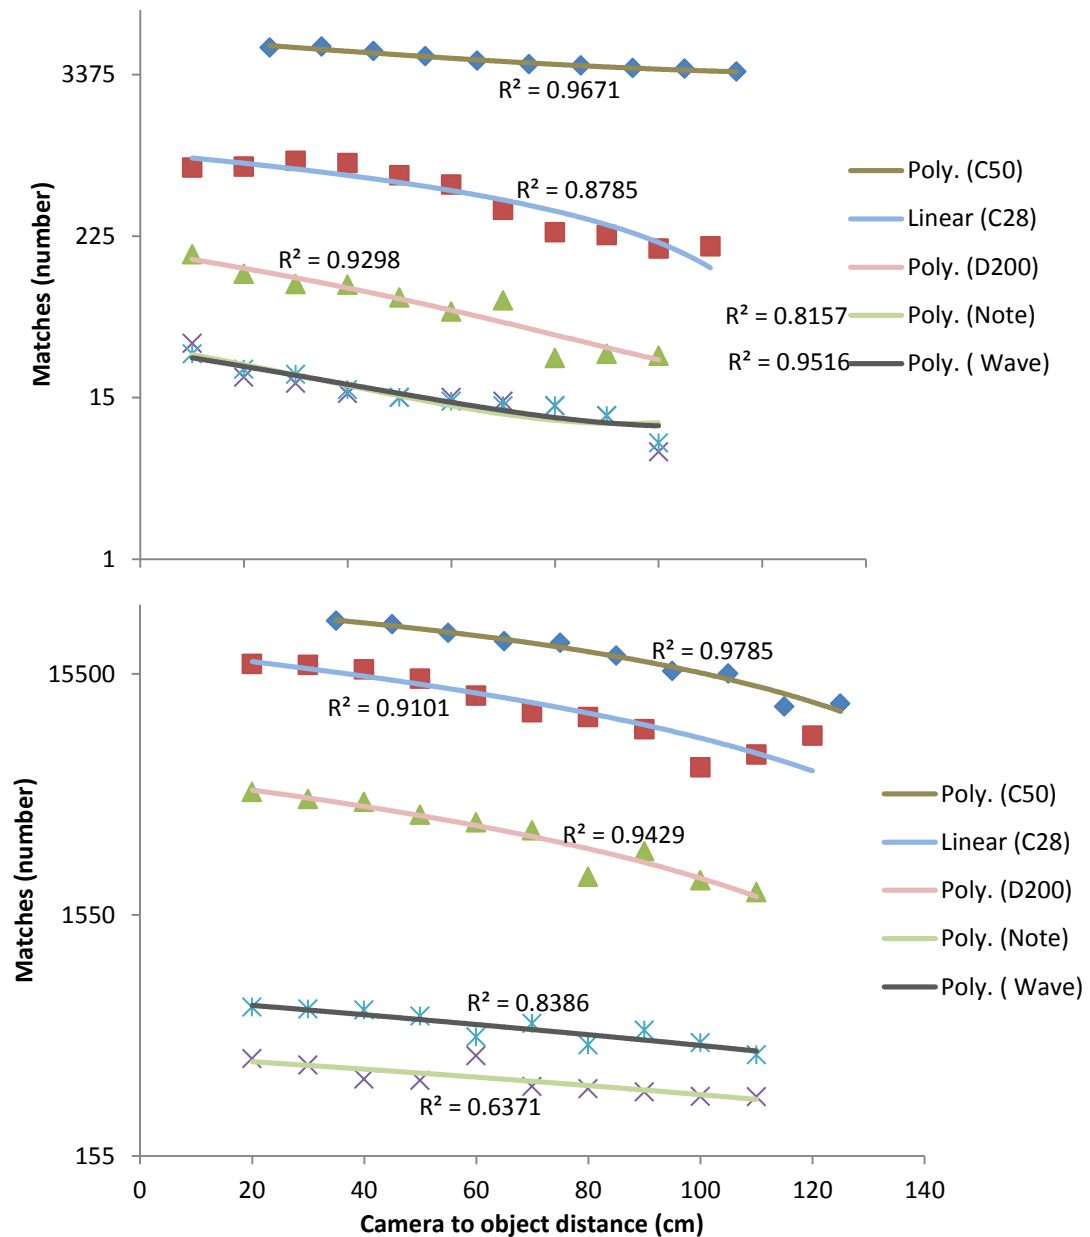 3375
R² = 0.9671
Poly. (C50)
R² = 0.8785
Linear (C28)
Matches (number)
225
R² = 0.9298
Poly. (D200)
R² = 0.8157
Poly. (Note)
R² = 0.9516
Poly. ( Wave)
15
1
R² = 0.9785
15500
R² = 0.9101
Poly. (C50)
R² = 0.9429
Linear (C28)
Matches (number)
Poly. (D200)
1550
Poly. (Note)
R² = 0.8386
Poly. ( Wave)
R² = 0.6371
155
0 20 40 60 80 100 120 140
Camera to object distance (cm)